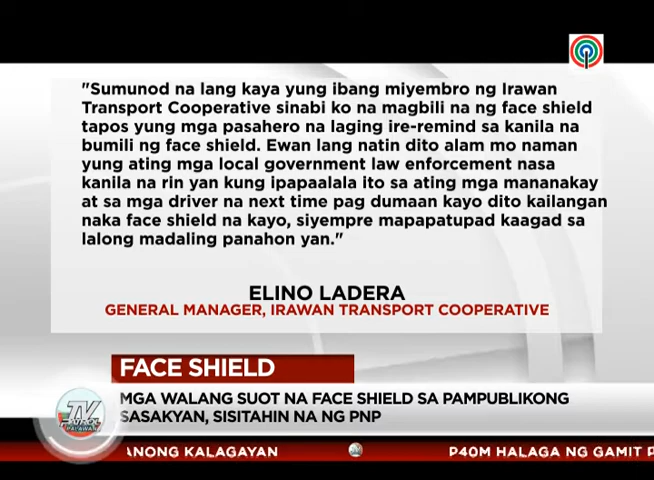 "Sumunod na lang kaya yung ibang miyembro ng Irawan
Transport Cooperative sinabi ko na magbili na ng face shield
tapos yung mga pasahero na laging ire-remind sa kanila na
bumili ng face shield. Ewan lang natin dito alam mo naman
yung ating mga local government law enforcement nasa
kanila na rin yan kung ipapaalala ito sa ating mga mananakay
at sa mga driver na next time pag dumaan kayo dito kailangan
naka face shield na kayo, siyempre mapapatupad kaagad sa
lalong madaling panahon yan."
ELINO LADERA
GENERAL MANAGER, IRAWAN TRANSPORT COOPERATIVE
FACE SHIELD
MGA WALANG SUOT NA FACE SHIELD SA PAMPUBLIKONG
SASAKYAN, SISITAHIN NA NG PNP
TV
PATROL
PALAWAN
ANONG KALAGAYAN
P40M HALAGA NG GAMIT P